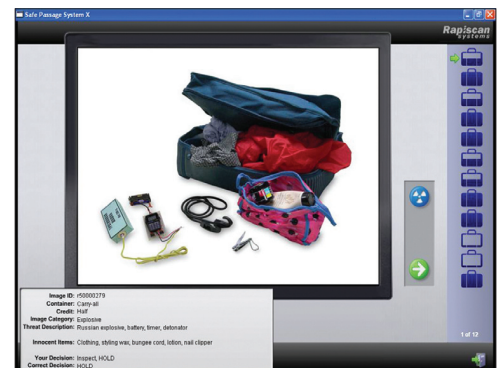 Safe Passage System X
Rapiscan
systems
Image ID: r50000279
Container: Carry-all
Credit: Half
Image Category: Explosive
Threat Description: Russian explosive, battery, timer, detonator
Innocent Items: Clothing, styling wax, bungee cord, lotion, nail clipper
Your Decision: Inspect, HOLD
Correct Decision: HOLD
1 of 12